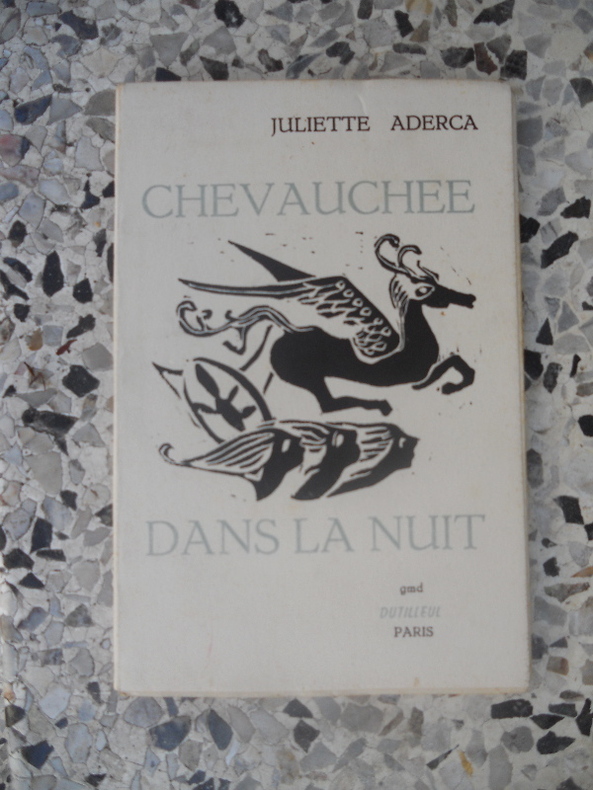 JULIETTE ADERCA
CHEVAUCHEE
DANS LA NUIT
gmd
DUTILLEUL
PARIS